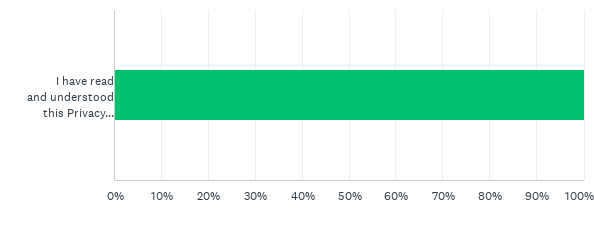 I have read
and understood
this Privacy...
0% 10% 20% 30% 40% 50% 60% 70% 80% 90% 100%